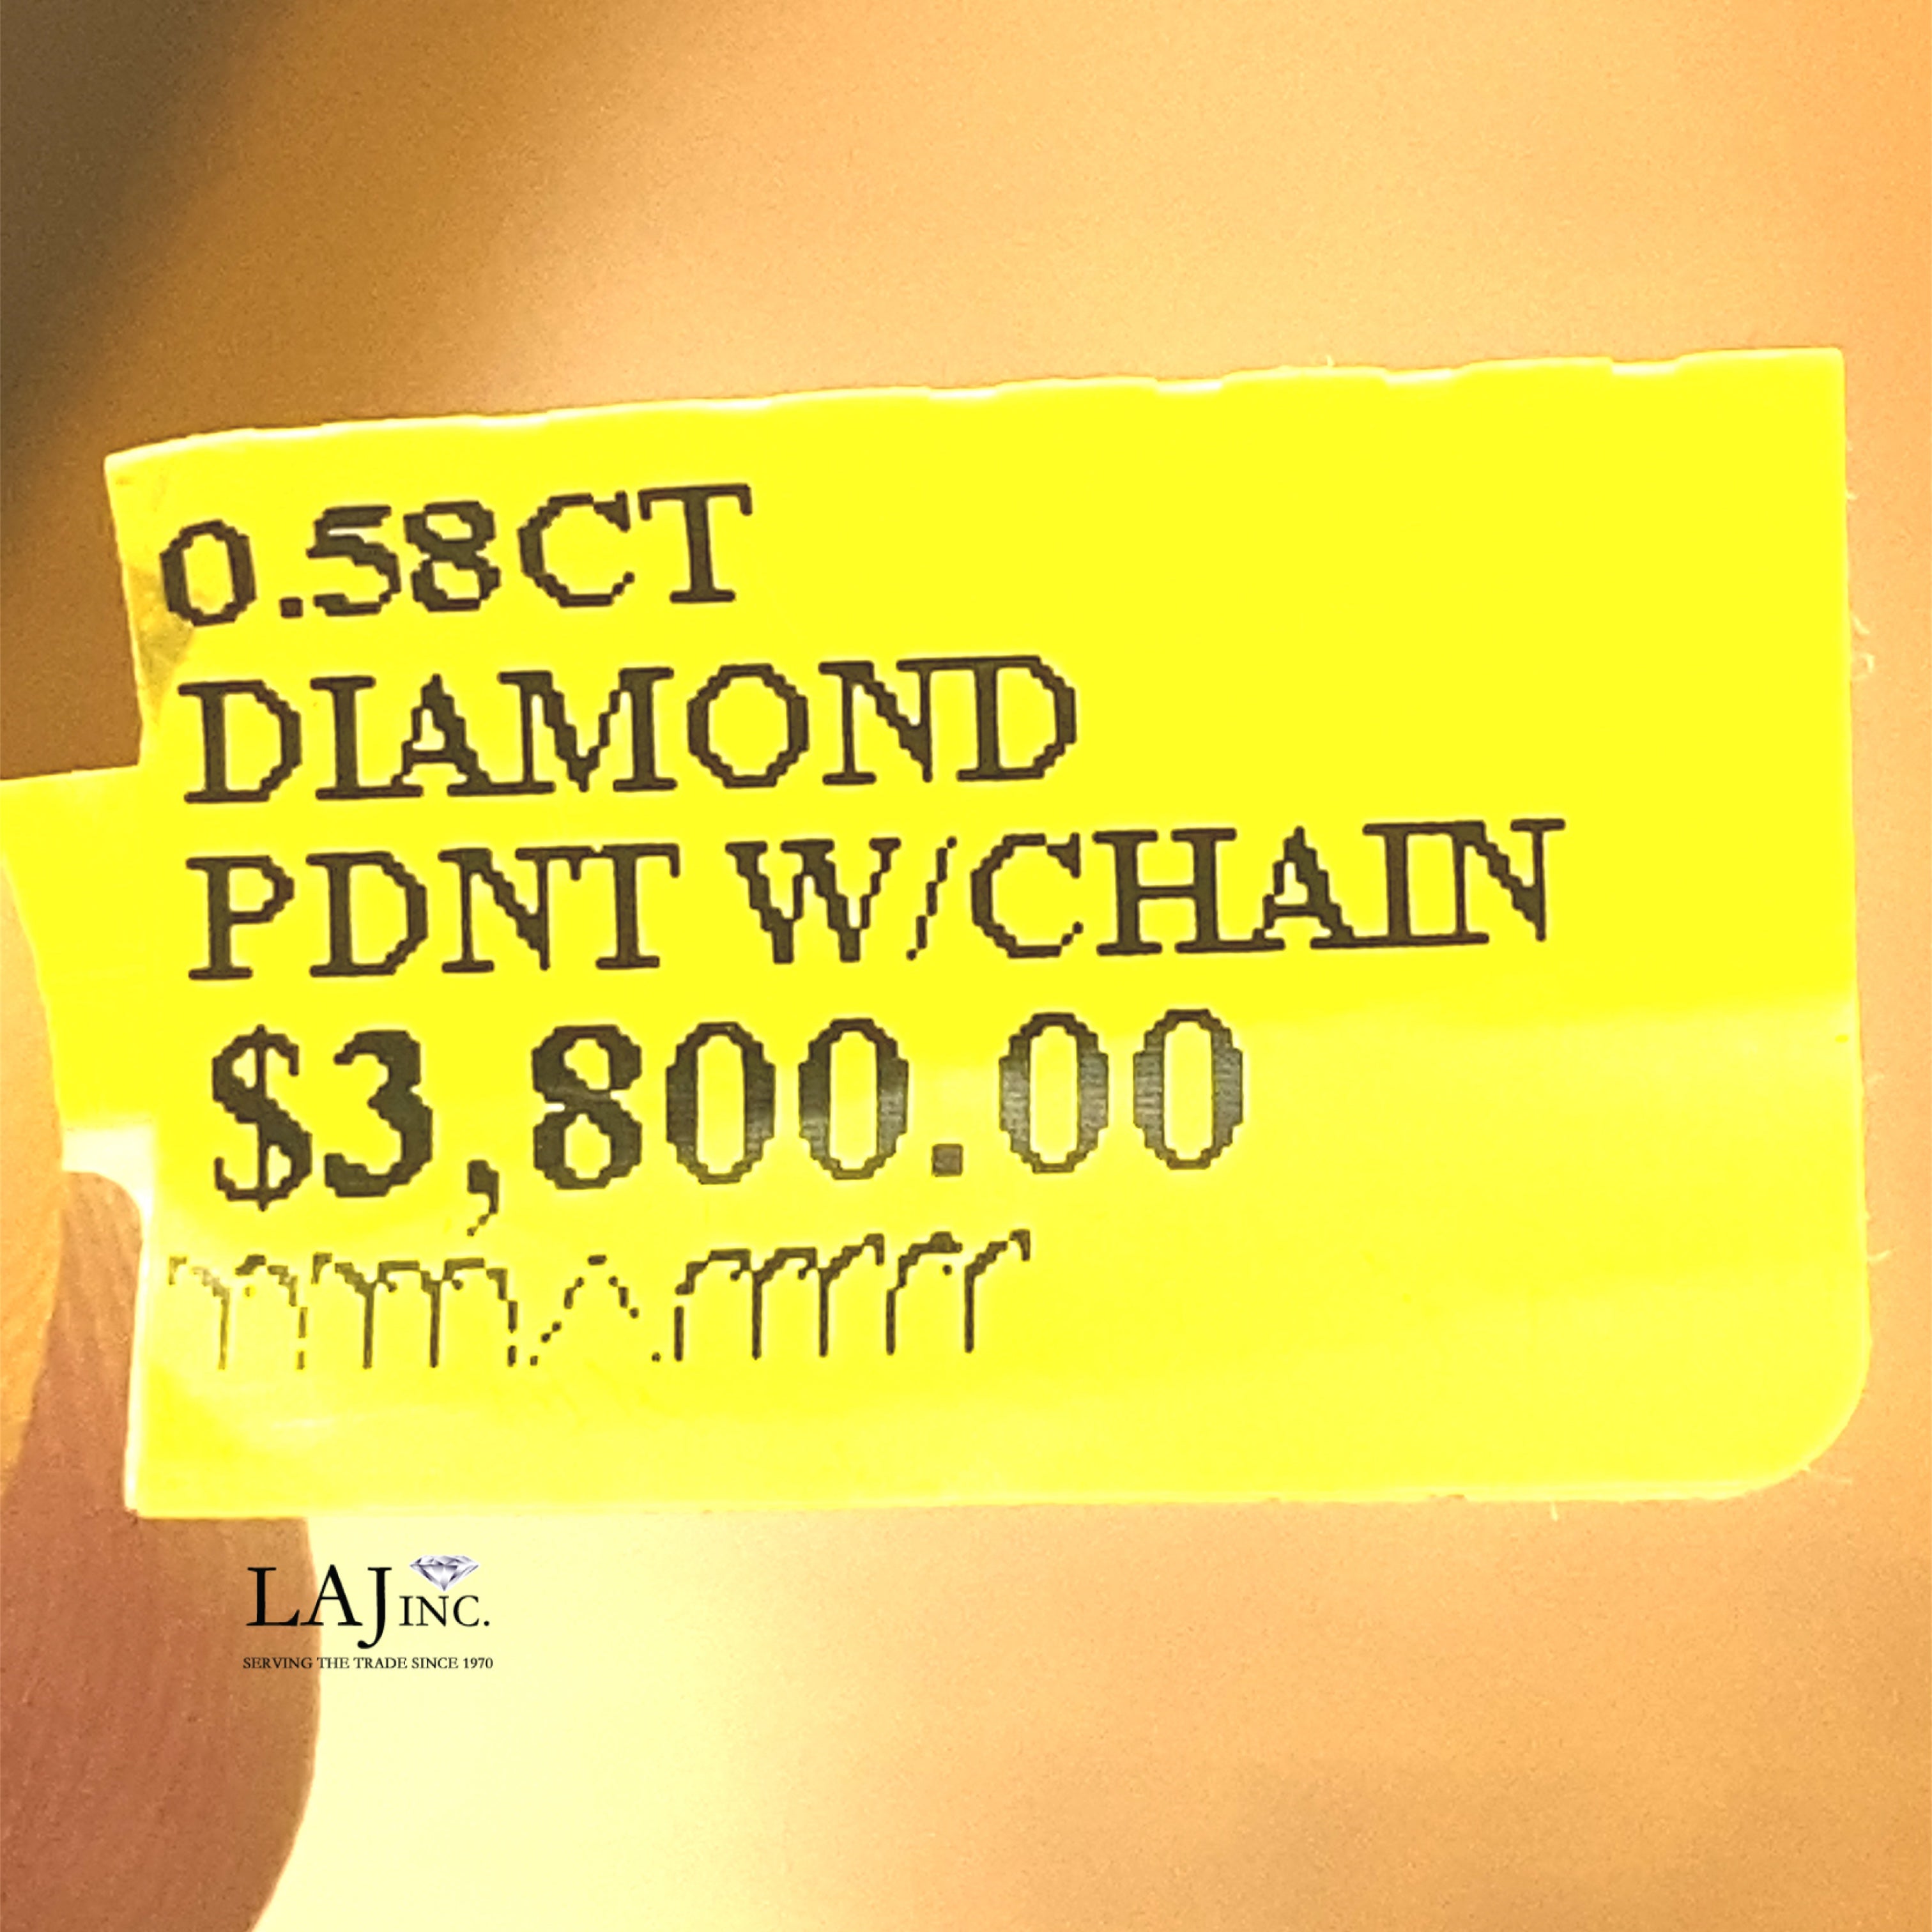 0.58CT
DIAMOND
PDNT W/CHAIN
$3,800.00
LAJ INC.
SERVING THE TRADE SINCE 1970